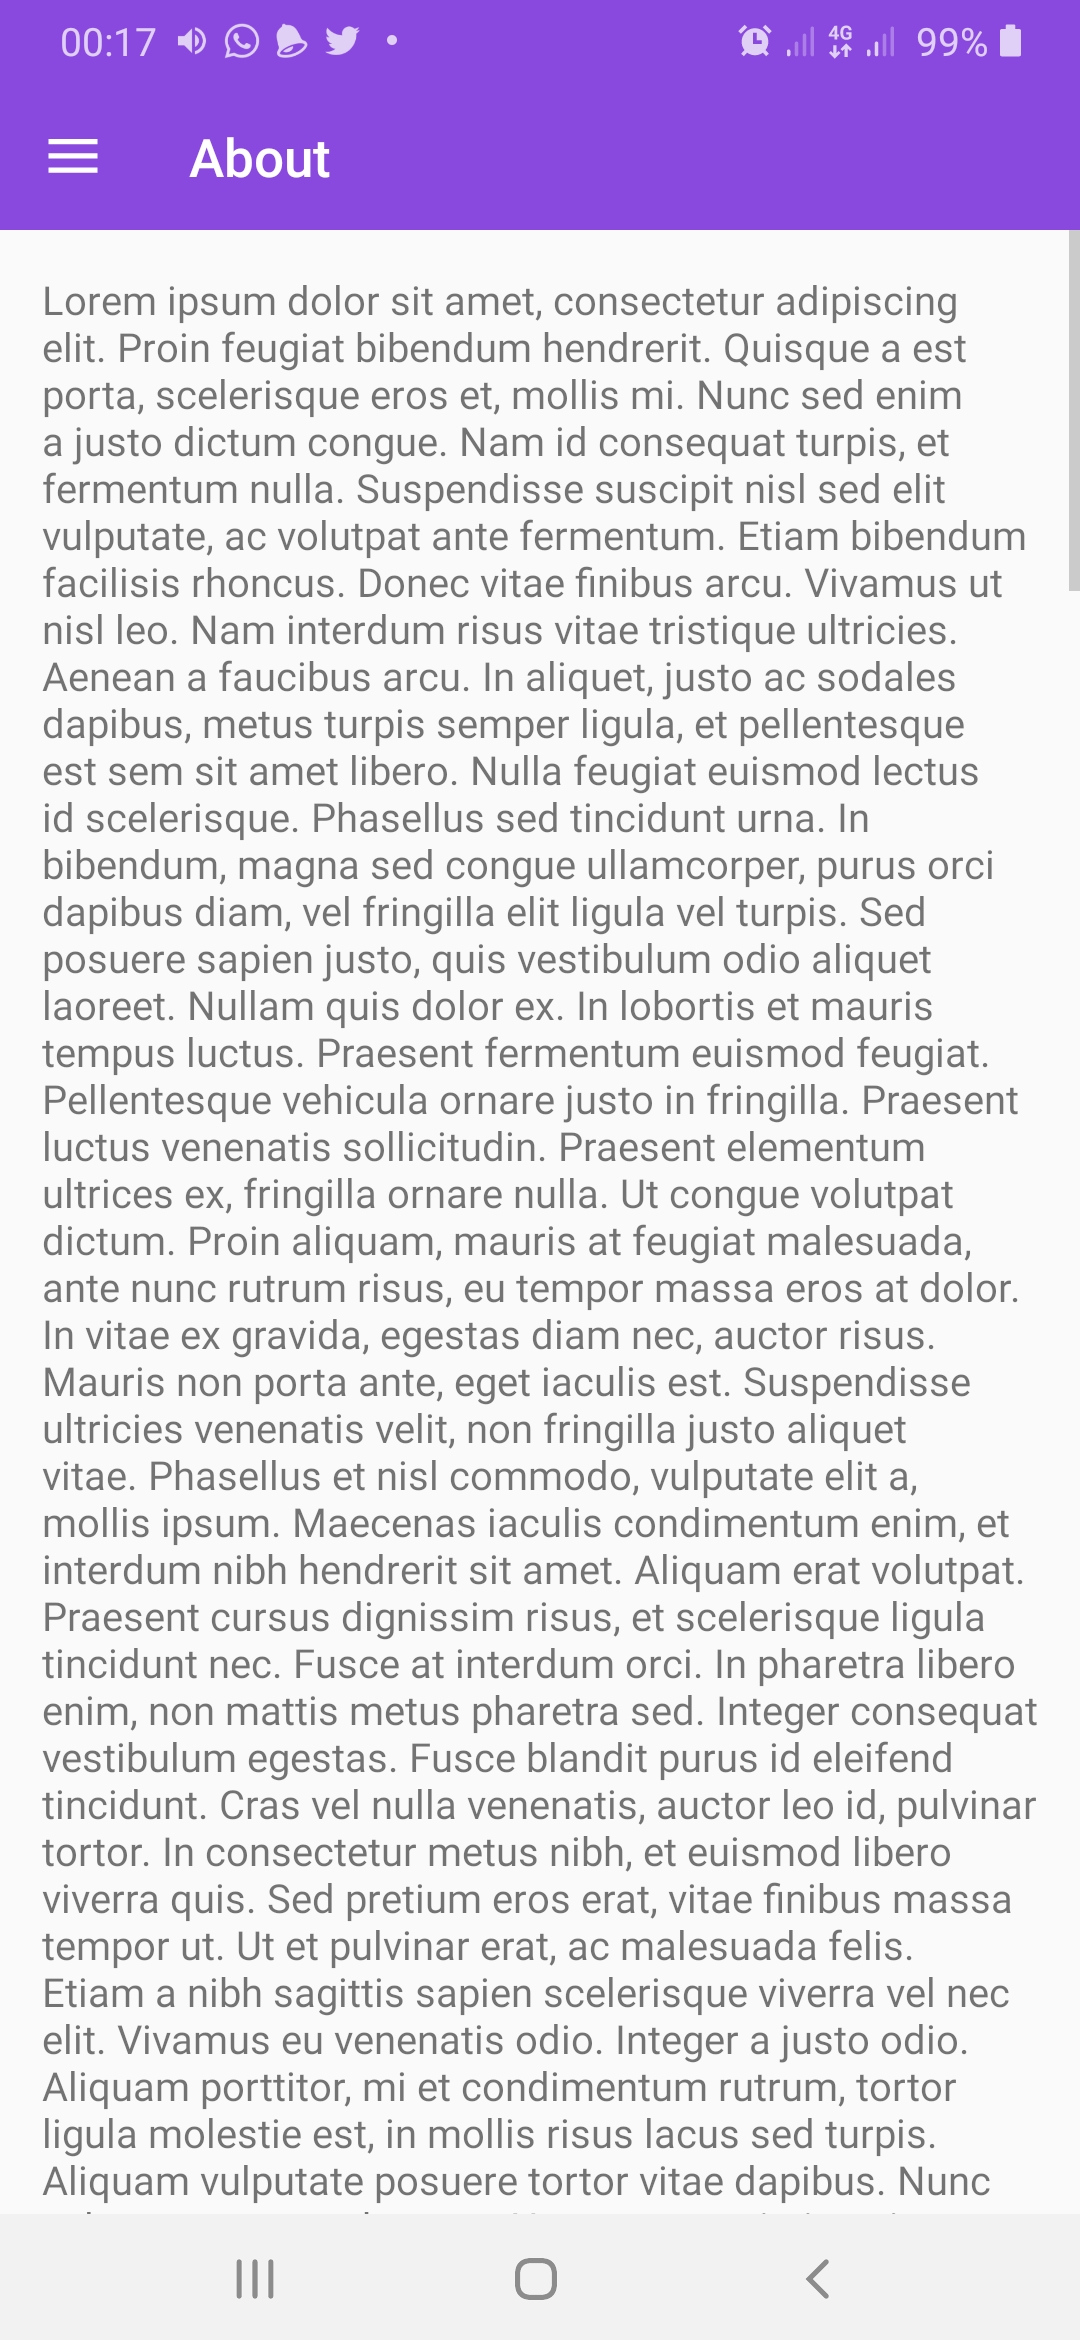 00:17
4G
99%
About
Lorem ipsum dolor sit amet, consectetur adipiscing
elit. Proin feugiat bibendum hendrerit. Quisque a est
porta, scelerisque eros et, mollis mi. Nunc sed enim
a justo dictum congue. Nam id consequat turpis, et
fermentum nulla. Suspendisse suscipit nisl sed elit
vulputate, ac volutpat ante fermentum. Etiam bibendum
facilisis rhoncus. Donec vitae finibus arcu. Vivamus ut
nisl leo. Nam interdum risus vitae tristique ultricies.
Aenean a faucibus arcu. In aliquet, justo ac sodales
dapibus, metus turpis semper ligula, et pellentesque
est sem sit amet libero. Nulla feugiat euismod lectus
id scelerisque. Phasellus sed tincidunt urna. In
bibendum, magna sed congue ullamcorper, purus orci
dapibus diam, vel fringilla elit ligula vel turpis. Sed
posuere sapien justo, quis vestibulum odio aliquet
laoreet. Nullam quis dolor ex. In lobortis et mauris
tempus luctus. Praesent fermentum euismod feugiat.
Pellentesque vehicula ornare justo in fringilla. Praesent
luctus venenatis sollicitudin. Praesent elementum
ultrices ex, fringilla ornare nulla. Ut congue volutpat
dictum. Proin aliquam, mauris at feugiat malesuada,
ante nunc rutrum risus, eu tempor massa eros at dolor.
In vitae ex gravida, egestas diam nec, auctor risus.
Mauris non porta ante, eget iaculis est. Suspendisse
ultricies venenatis velit, non fringilla justo aliquet
vitae. Phasellus et nisl commodo, vulputate elit a,
mollis ipsum. Maecenas iaculis condimentum enim, et
interdum nibh hendrerit sit amet. Aliquam erat volutpat.
Praesent cursus dignissim risus, et scelerisque ligula
tincidunt nec. Fusce at interdum orci. In pharetra libero
enim, non mattis metus pharetra sed. Integer consequat
vestibulum egestas. Fusce blandit purus id eleifend
tincidunt. Cras vel nulla venenatis, auctor leo id, pulvinar
tortor. In consectetur metus nibh, et euismod libero
viverra quis. Sed pretium eros erat, vitae finibus massa
tempor ut. Ut et pulvinar erat, ac malesuada felis.
Etiam a nibh sagittis sapien scelerisque viverra vel nec
elit. Vivamus eu venenatis odio. Integer a justo odio.
Aliquam porttitor, mi et condimentum rutrum, tortor
ligula molestie est, in mollis risus lacus sed turpis.
Aliquam vulputate posuere tortor vitae dapibus. Nunc